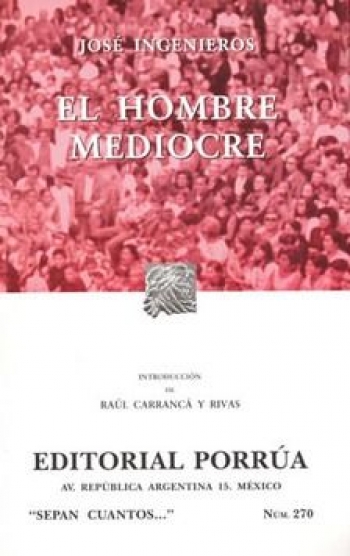 JOSÉ INGENIEROS
EL HOMBRE
MEDIOCRE
INTRODUCCIÓN
DE
RAÚL CARRANCÁ Y RIVAS
EDITORIAL PORRÚA
AV. REPÚBLICA ARGENTINA 15. MÉXICO
"SEPAN CUANTOS..." NÚM. 270